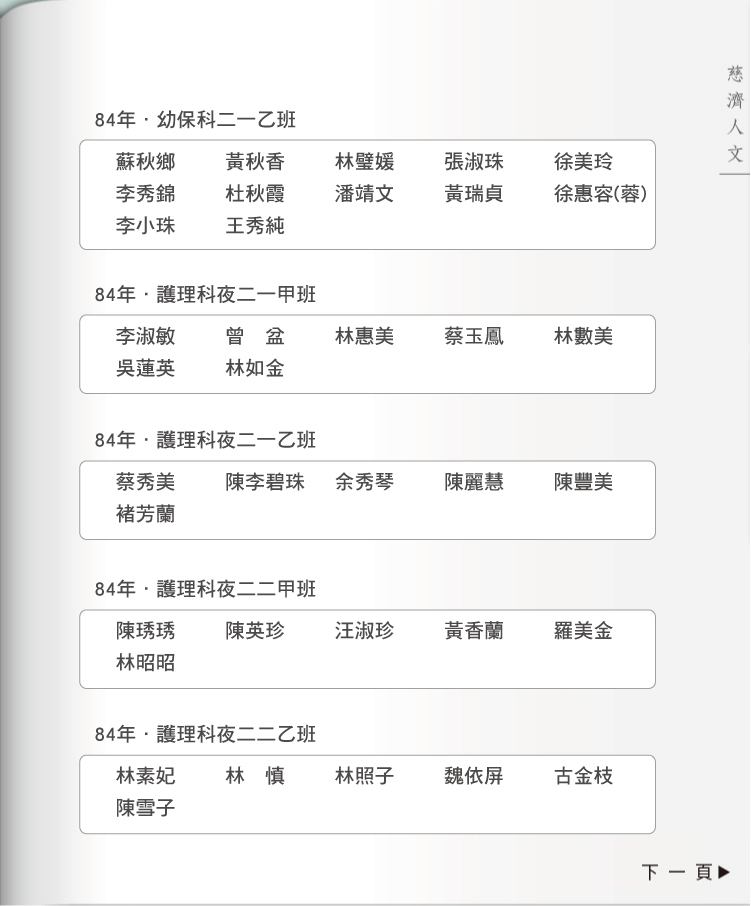 慈濟人文
84年．幼保科二一乙班
蘇秋鄉 黃秋香 林璧媛 張淑珠 徐美玲
李秀錦 杜秋霞 潘靖文 黃瑞貞 徐惠容(蓉)
李小珠 王秀純
84年．護理科夜二一甲班
李淑敏 曾　盆 林惠美 蔡玉鳳 林數美
吳蓮英 林如金
84年．護理科夜二一乙班
蔡秀美 陳李碧珠 余秀琴 陳麗慧 陳豐美
褚芳蘭
84年．護理科夜二二甲班
陳琇琇 陳英珍 汪淑珍 黃香蘭 羅美金
林昭昭
84年．護理科夜二二乙班
林素妃 林　慎 林照子 魏依屏 古金枝
陳雪子
下一頁▶